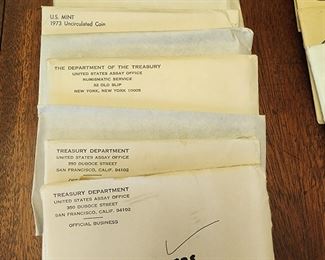 U.S. MINT
1973 Uncirculated Coin
THE DEPARTMENT OF THE TREASURY
UNITED STATES ASSAY OFFICE
NUMISMATIC SERVICE
32 OLD SLIP
NEW YORK, NEW YORK 10005
TREASURY DEPARTMENT
UNITED STATES ASSAY OFFICE
350 DUBOCE STREET
SAN FRANCISCO, CALIF. 94102
TREASURY DEPARTMENT
UNITED STATES ASSAY OFFICE
350 DUBOCE STREET
SAN FRANCISCO, CALIF. 94102
OFFICIAL BUSINESS